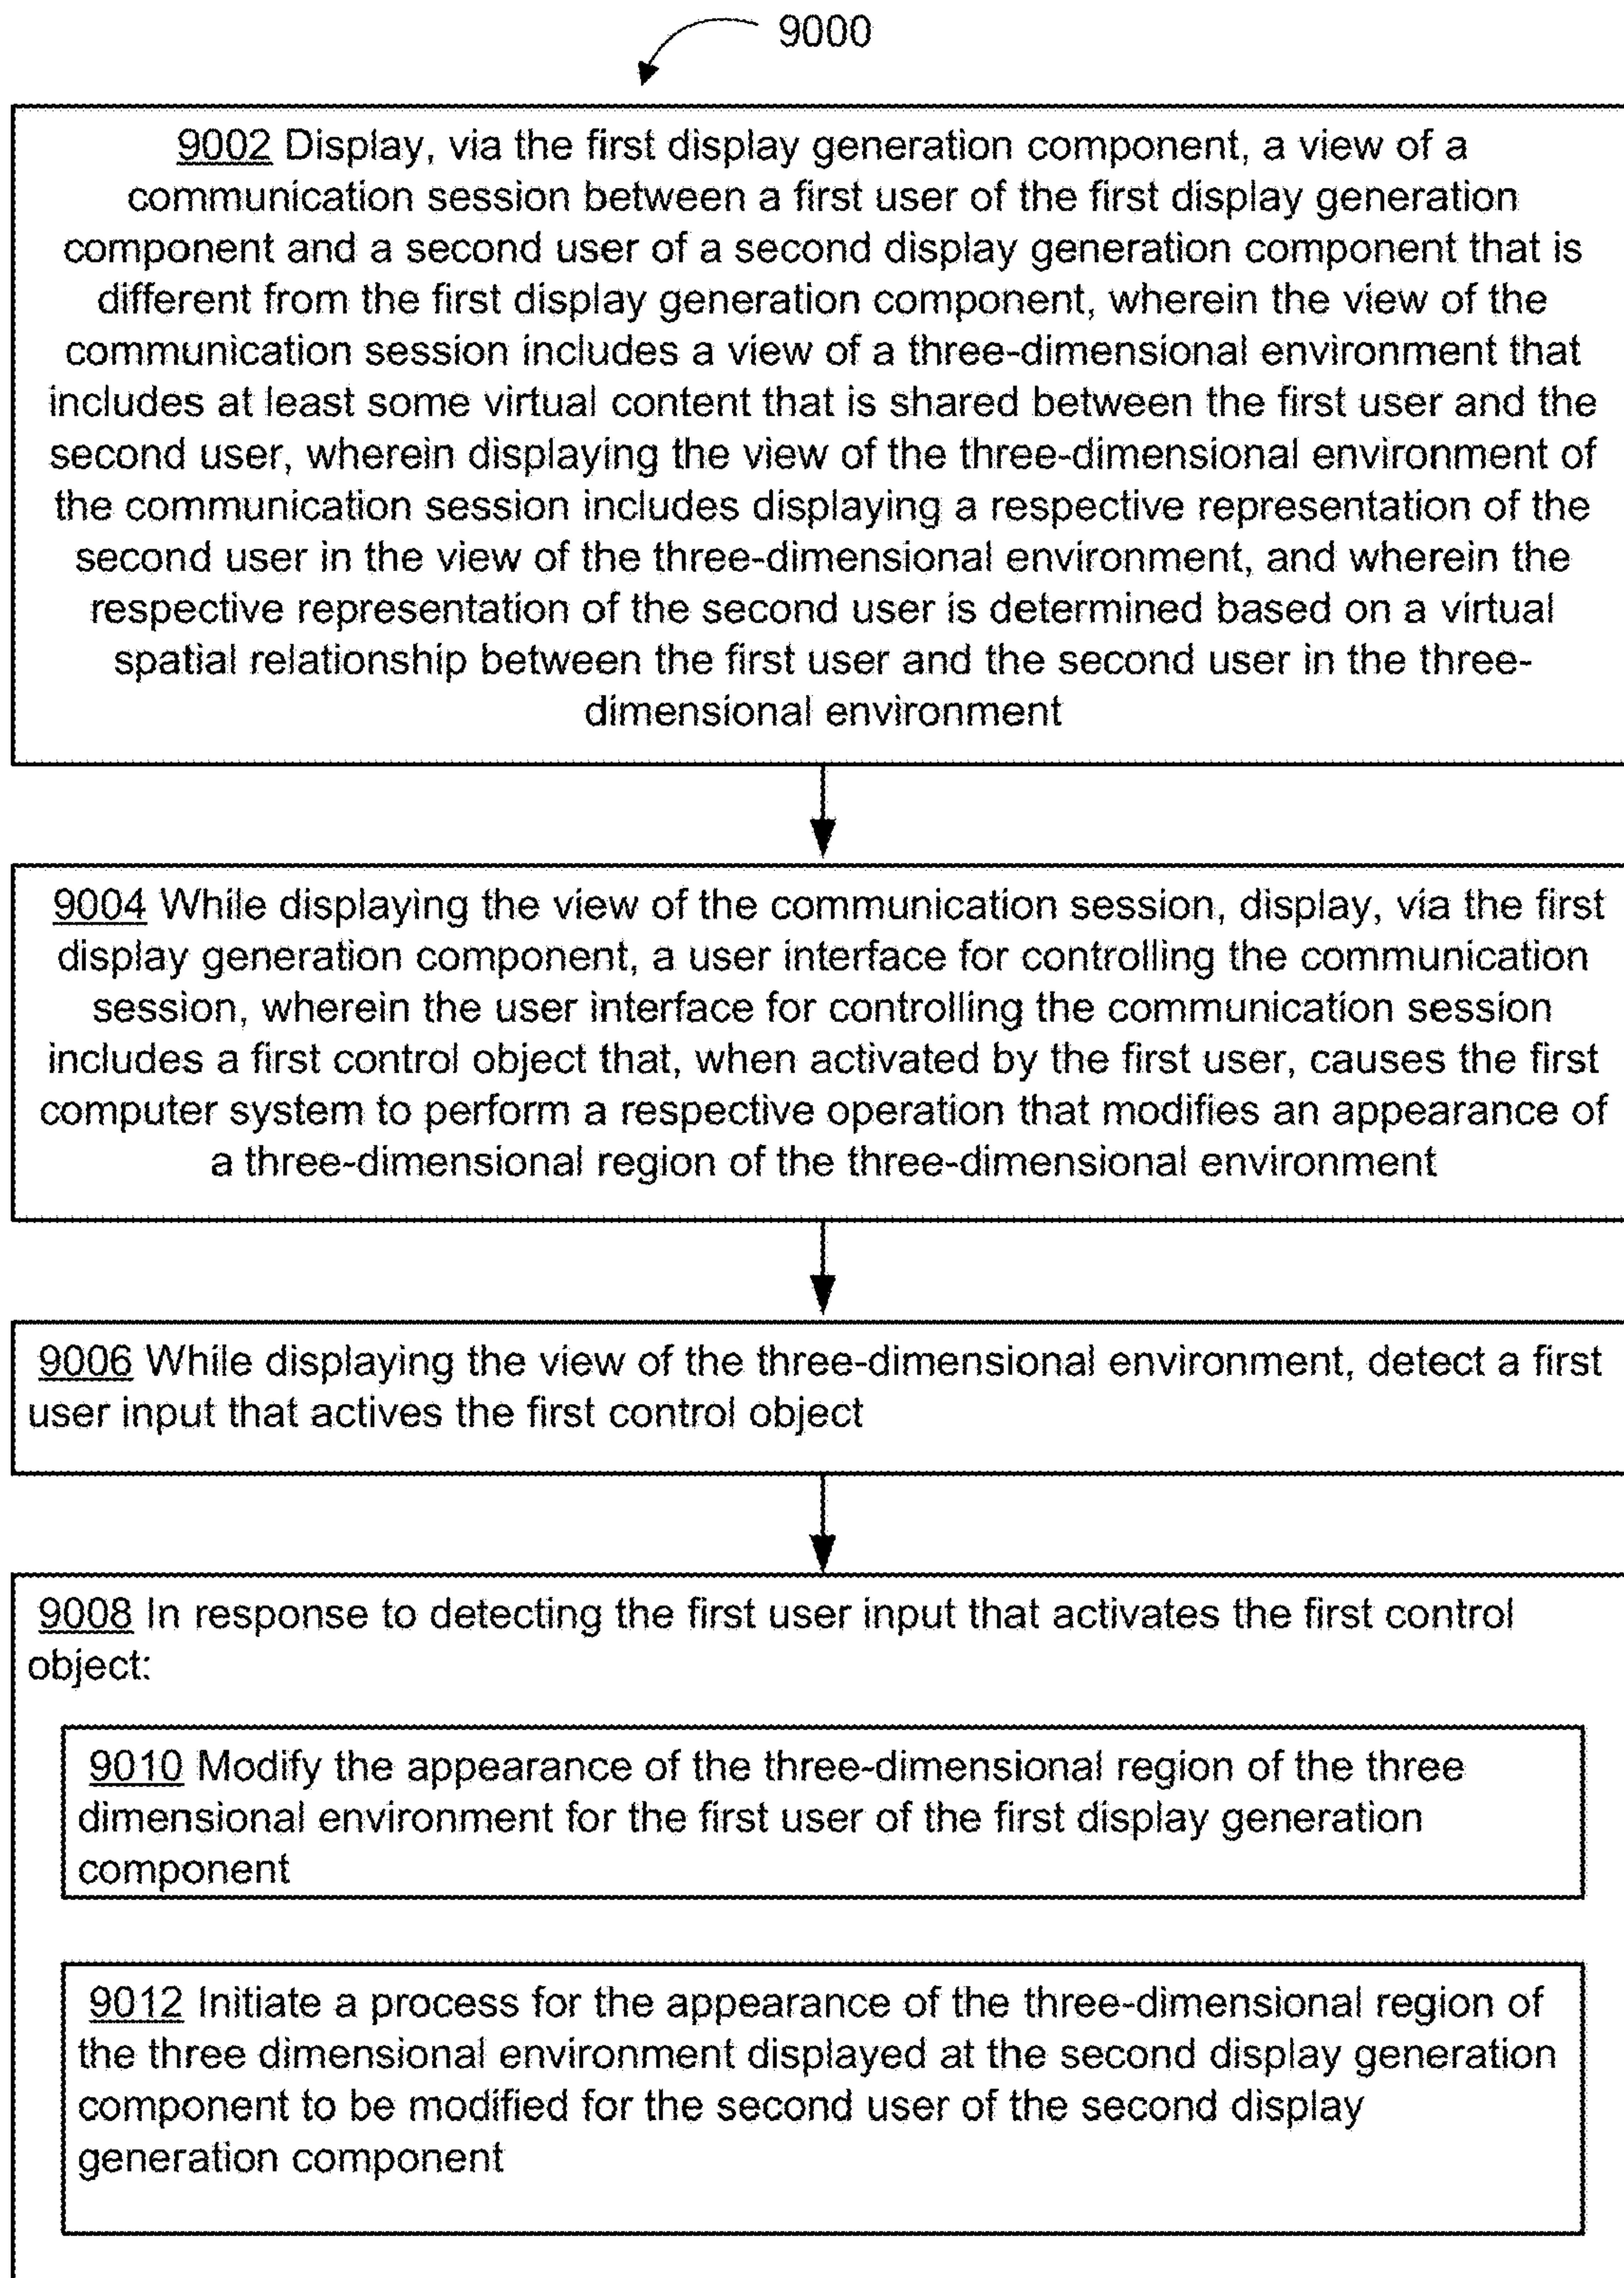 9000
9002 Display, via the first display generation component, a view of a
communication session between a first user of the first display generation
component and a second user of a second display generation component that is
different from the first display generation component, wherein the view of the
communication session includes a view of a three-dimensional environment that
includes at least some virtual content that is shared between the first user and the
second user, wherein displaying the view of the three-dimensional environment of
the communication session includes displaying a respective representation of the
second user in the view of the three-dimensional environment, and wherein the
respective representation of the second user is determined based on a virtual
spatial relationship between the first user and the second user in the three-
dimensional environment
9004 While displaying the view of the communication session, display, via the first
display generation component, a user interface for controlling the communication
session, wherein the user interface for controlling the communication session
includes a first control object that, when activated by the first user, causes the first
computer system to perform a respective operation that modifies an appearance of
a three-dimensional region of the three-dimensional environment
9006 While displaying the view of the three-dimensional environment, detect a first
user input that actives the first control object
9008 In response to detecting the first user input that activates the first control
object:
9010 Modify the appearance of the three-dimensional region of the three
dimensional environment for the first user of the first display generation
component
9012 Initiate a process for the appearance of the three-dimensional region of
the three dimensional environment displayed at the second display generation
component to be modified for the second user of the second display
generation component